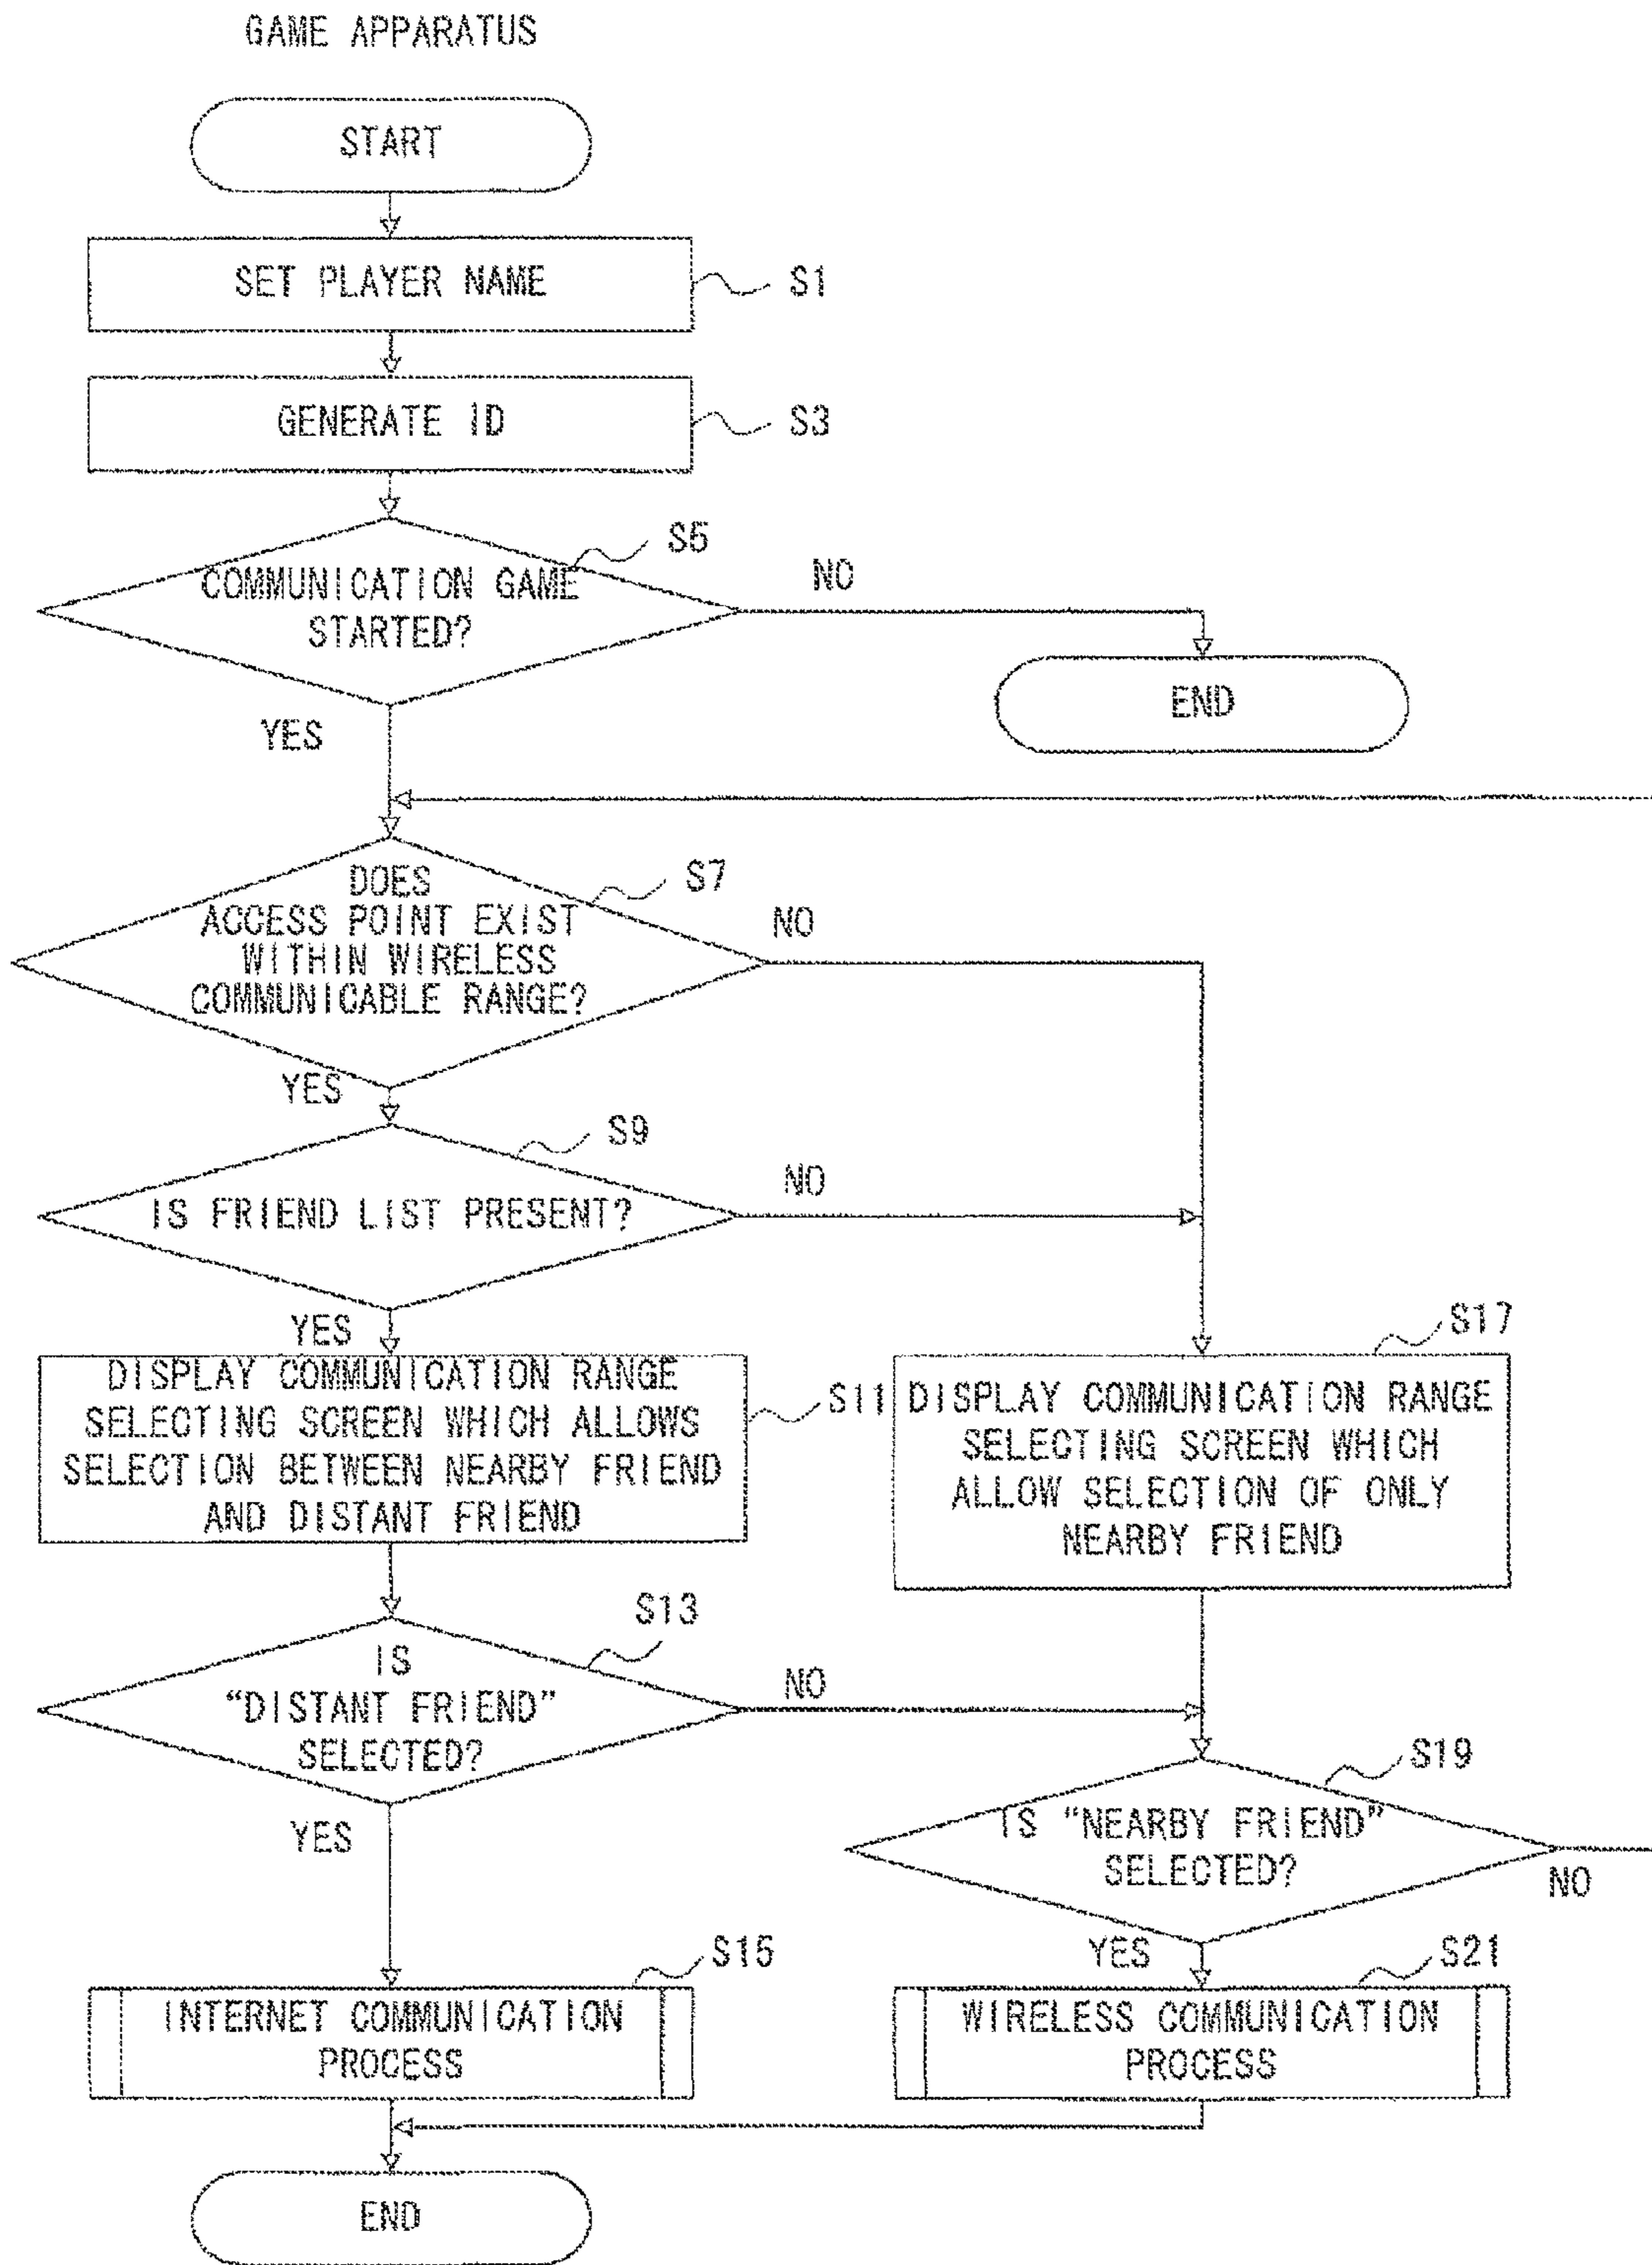 GAME APPARATUS
START
SET PLAYER NAME
S1
GENERATE ID
S3
S5
COMMUNICATION GAME
STARTED?
NO
END
YES
S7
DOES
ACCESS POINT EXIST
WITHIN WIRELESS
COMMUNICABLE RANGE?
NO
YES
S9
IS FRIEND LIST PRESENT?
NO
YES
DISPLAY COMMUNICATION RANGE
SELECTING SCREEN WHICH ALLOWS
SELECTION BETWEEN NEARBY FRIEND
AND DISTANT FRIEND
S11
S17
DISPLAY COMMUNICATION RANGE
SELECTING SCREEN WHICH
ALLOW SELECTION OF ONLY
NEARBY FRIEND
S13
IS
“DISTANT FRIEND”
SELECTED?
NO
YES
S19
IS “NEARBY FRIEND”
SELECTED?
NO
YES
S15
INTERNET COMMUNICATION
PROCESS
S21
WIRELESS COMMUNICATION
PROCESS
END